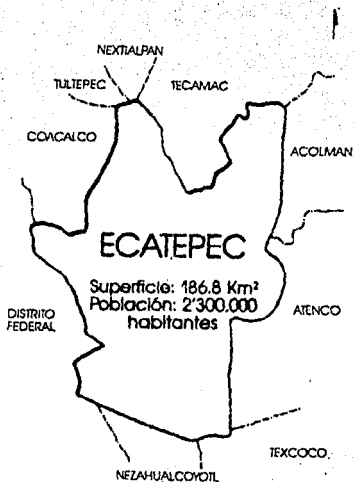 NEXTLALPAN
TULTEPEC
TECAMAC
COACALCO
ACOLMAN
ECATEPEC
Superficie: 186.8 Km²
Población: 2'300,000
habitantes
DISTRITO
FEDERAL
ATENCO
TEXCOCO
NEZAHUALCOYOTL